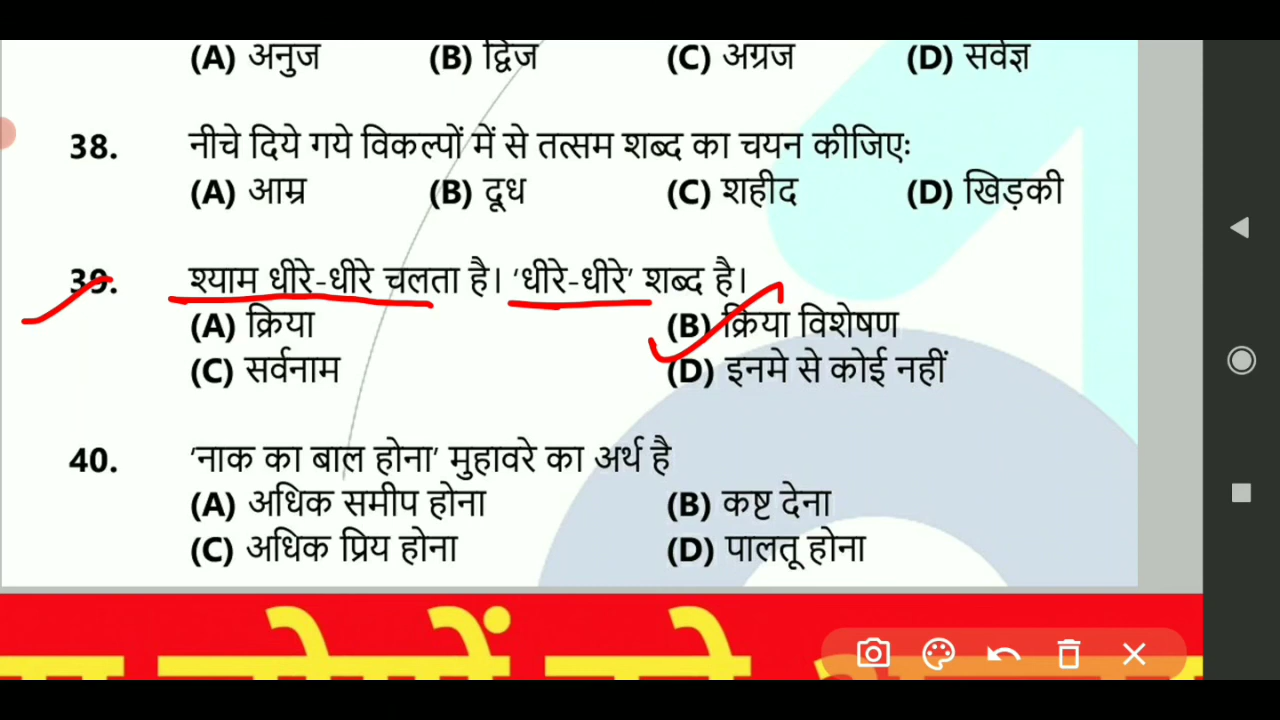 (A) अनुज (B) द्विज (C) अग्रज (D) सर्वज्ञ
38. नीचे दिये गये विकल्पों में से तत्सम शब्द का चयन कीजिएः
(A) आम्र (B) दूध (C) शहीद (D) खिड़की
39. श्याम धीरे-धीरे चलता है। ‘धीरे-धीरे’ शब्द है।
(A) क्रिया (B) क्रिया विशेषण
(C) सर्वनाम (D) इनमे से कोई नहीं
40. ‘नाक का बाल होना’ मुहावरे का अर्थ है
(A) अधिक समीप होना (B) कष्ट देना
(C) अधिक प्रिय होना (D) पालतू होना